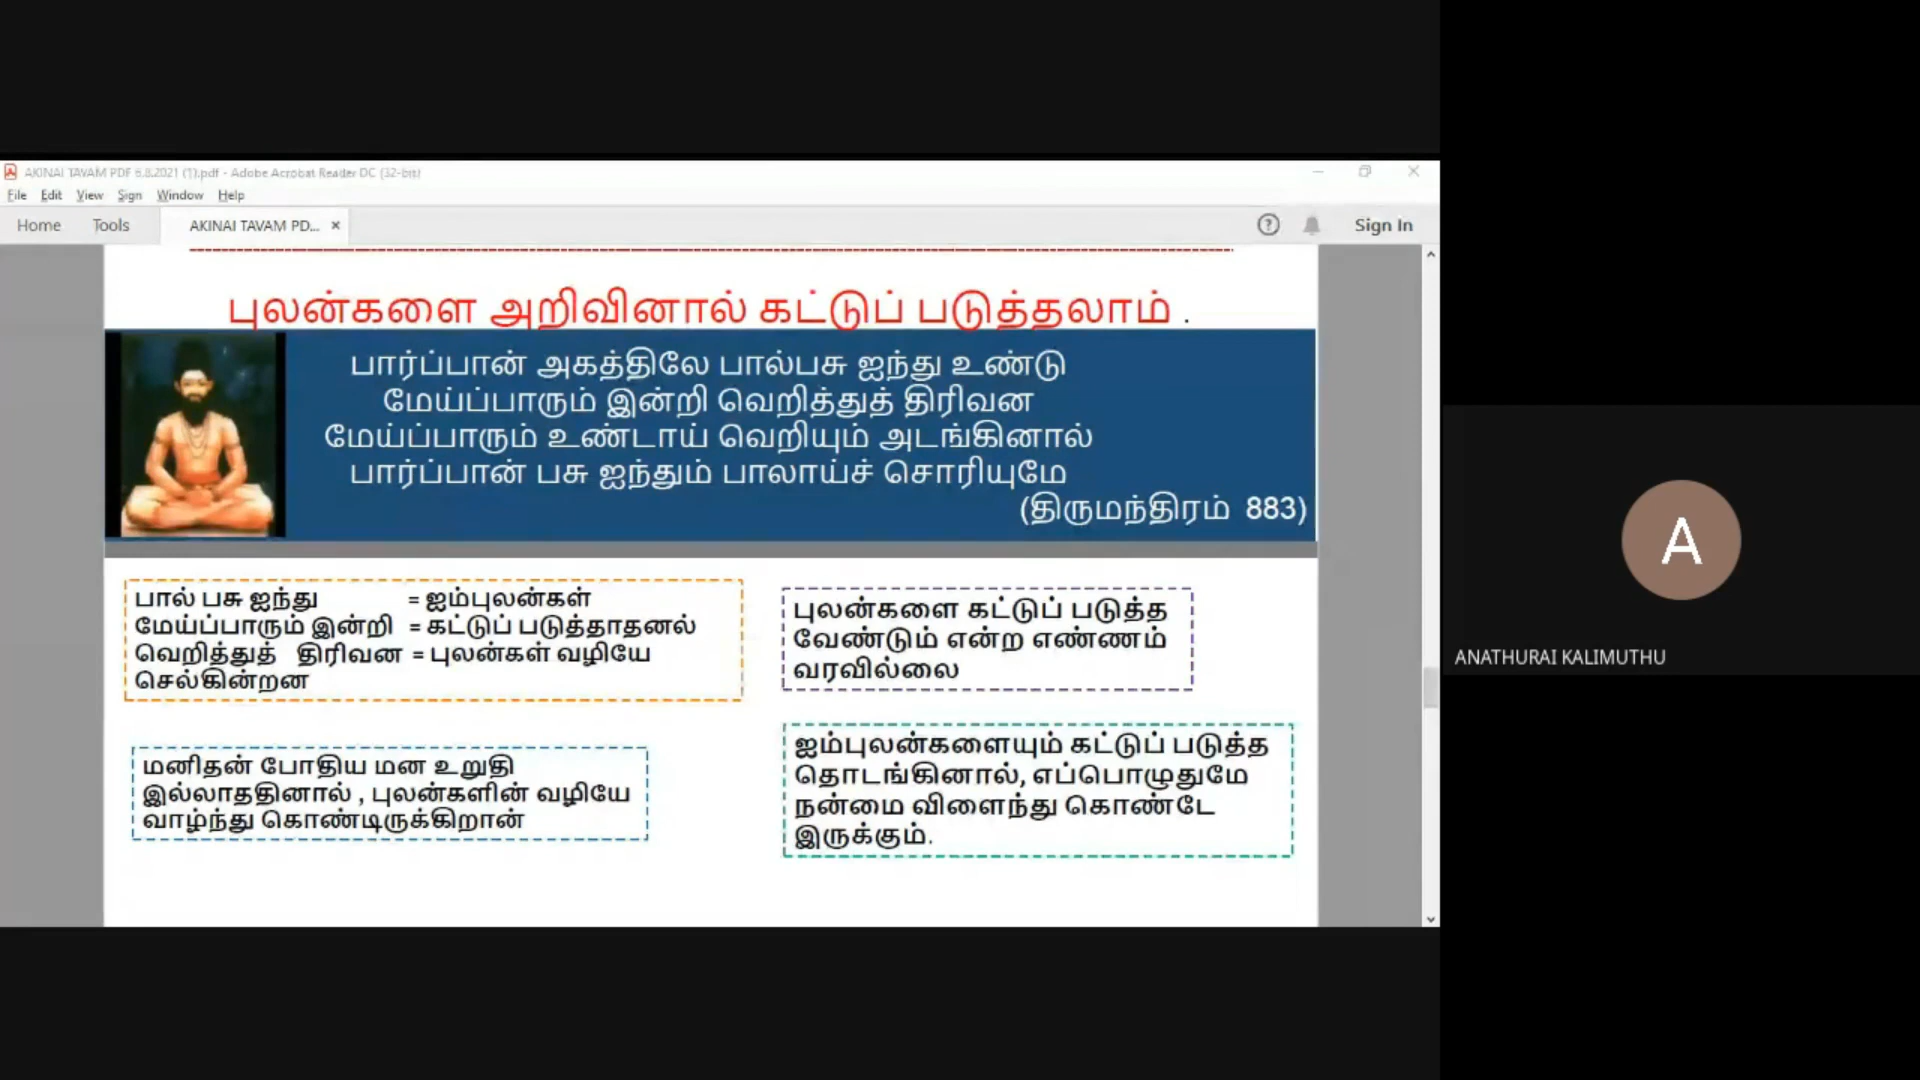 AKINAI TAVAM PDF 6.8.2021 (1).pdf - Adobe Acrobat Reader DC (32-bit)
File Edit View Sign Window Help
Home Tools AKINAI TAVAM PD... × Sign In
புலன்களை அறிவினால் கட்டுப் படுத்தலாம் .
பார்ப்பான் அகத்திலே பால்பசு ஐந்து உண்டு
மேய்ப்பாரும் இன்றி வெறித்துத் திரிவன
மேய்ப்பாரும் உண்டாய் வெறியும் அடங்கினால்
பார்ப்பான் பசு ஐந்தும் பாலாய்ச் சொரியுமே
(திருமந்திரம் 883)
பால் பசு ஐந்து = ஐம்புலன்கள்
மேய்ப்பாரும் இன்றி = கட்டுப் படுத்தாதனல்
வெறித்துத் திரிவன = புலன்கள் வழியே
செல்கின்றன
புலன்களை கட்டுப் படுத்த
வேண்டும் என்ற எண்ணம்
வரவில்லை
மனிதன் போதிய மன உறுதி
இல்லாததினால் , புலன்களின் வழியே
வாழ்ந்து கொண்டிருக்கிறான்
ஐம்புலன்களையும் கட்டுப் படுத்த
தொடங்கினால், எப்பொழுதுமே
நன்மை விளைந்து கொண்டே
இருக்கும்.
A
ANATHURAI KALIMUTHU